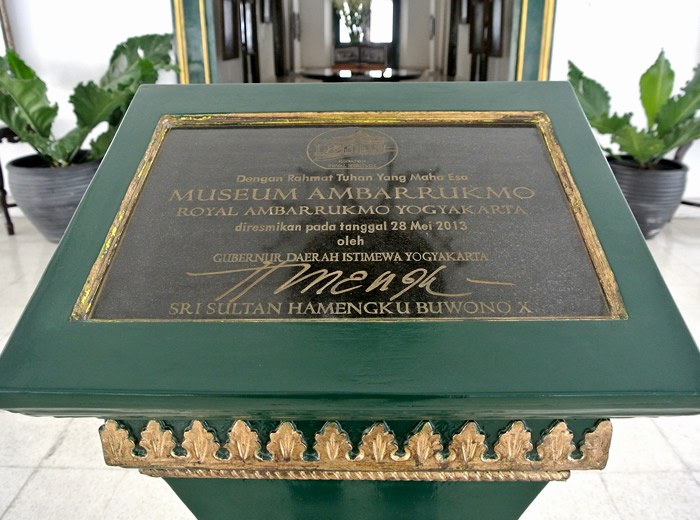 Dengan Rahmat Tuhan Yang Maha Esa
MUSEUM AMBARRUKMO
ROYAL AMBARRUKMO YOGYAKARTA
diresmikan pada tanggal 28 Mei 2013
oleh
GUBERNUR DAERAH ISTIMEWA YOGYAKARTA
SRI SULTAN HAMENGKU BUWONO X